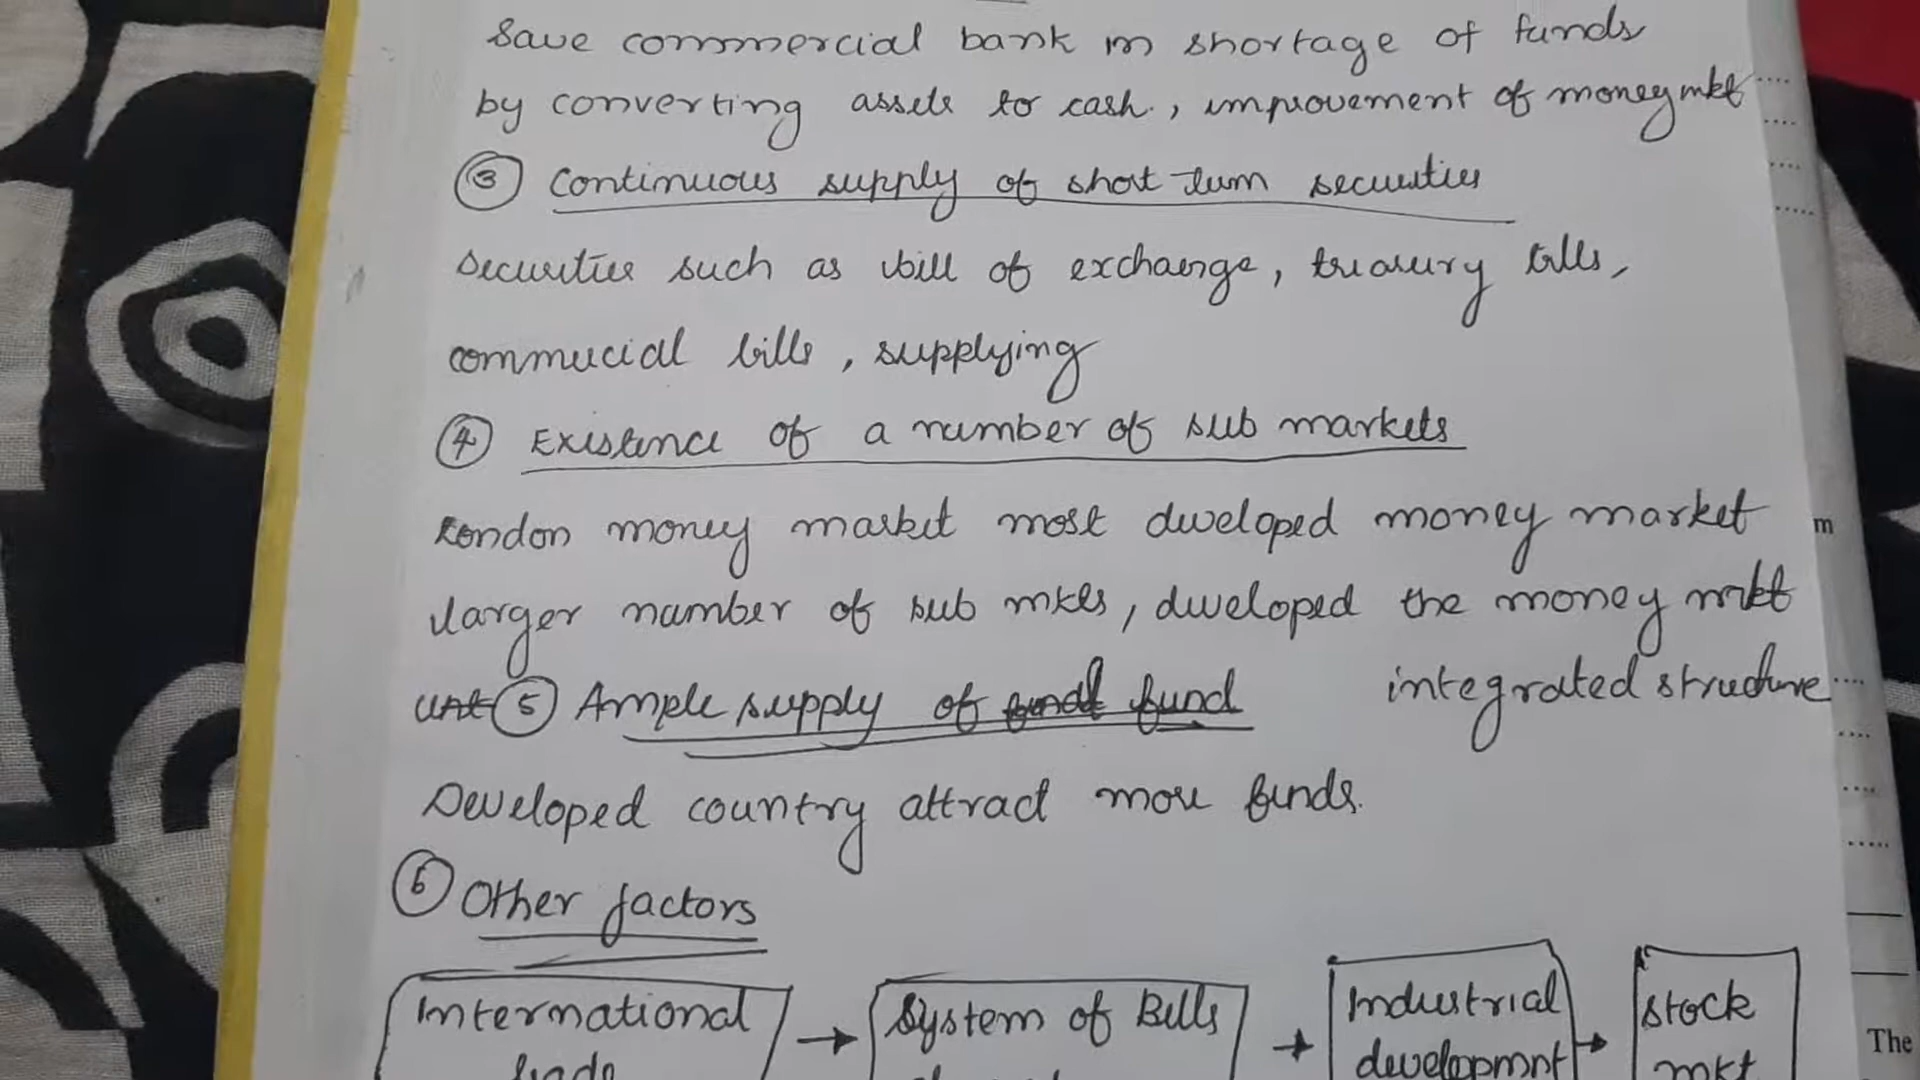 Save commercial bank in shortage of funds
by converting assets to cash, improvement of money mkt
③ Continuous supply of short term securities
Securities such as bill of exchange, treasury bills,
commercial bills, supplying
④ Existence of a number of sub markets
London money market most developed money market
larger number of sub mkts, developed the money mkt
integrated structure
⑤ Ample supply of fund
Developed country attract more funds.
⑥ Other factors
International → System of Bills → Industrial → Stock
trade development mkt
m
The